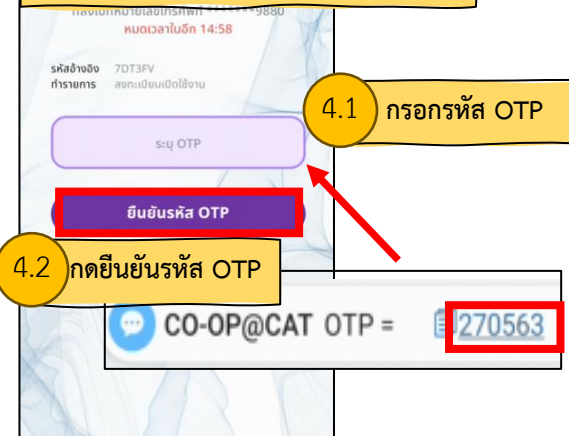 หมดเวลาในอีก 14:58
รหัสอ้างอิง 7DT3FV
ทำรายการ ลงทะเบียนเปิดใช้งาน
4.1 กรอกรหัส OTP
ระบุ OTP
ยืนยันรหัส OTP
4.2 กดยืนยันรหัส OTP
CO-OP@CAT OTP = 270563